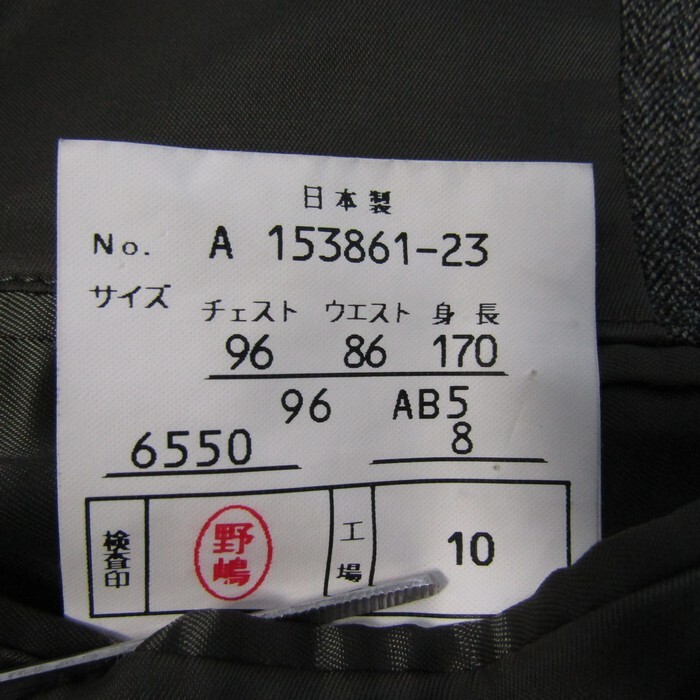 日本製
No. A 153861-23
サイズ チェスト ウエスト 身長
96 86 170
96 AB5
6550 8
検査印 野嶋 工場 10